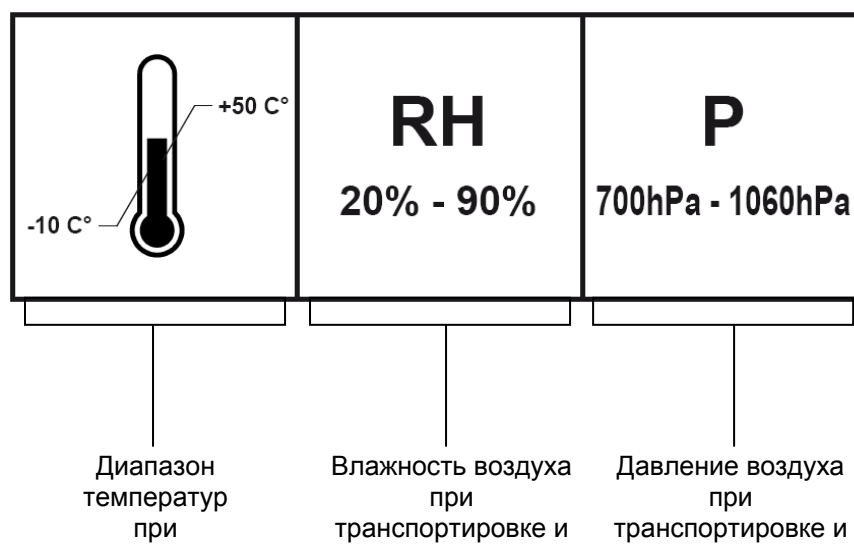 +50 C°
-10 C°
RH
20% - 90%
P
700hPa - 1060hPa
Диапазон
температур
при
Влажность воздуха
при
транспортировке и
Давление воздуха
при
транспортировке и